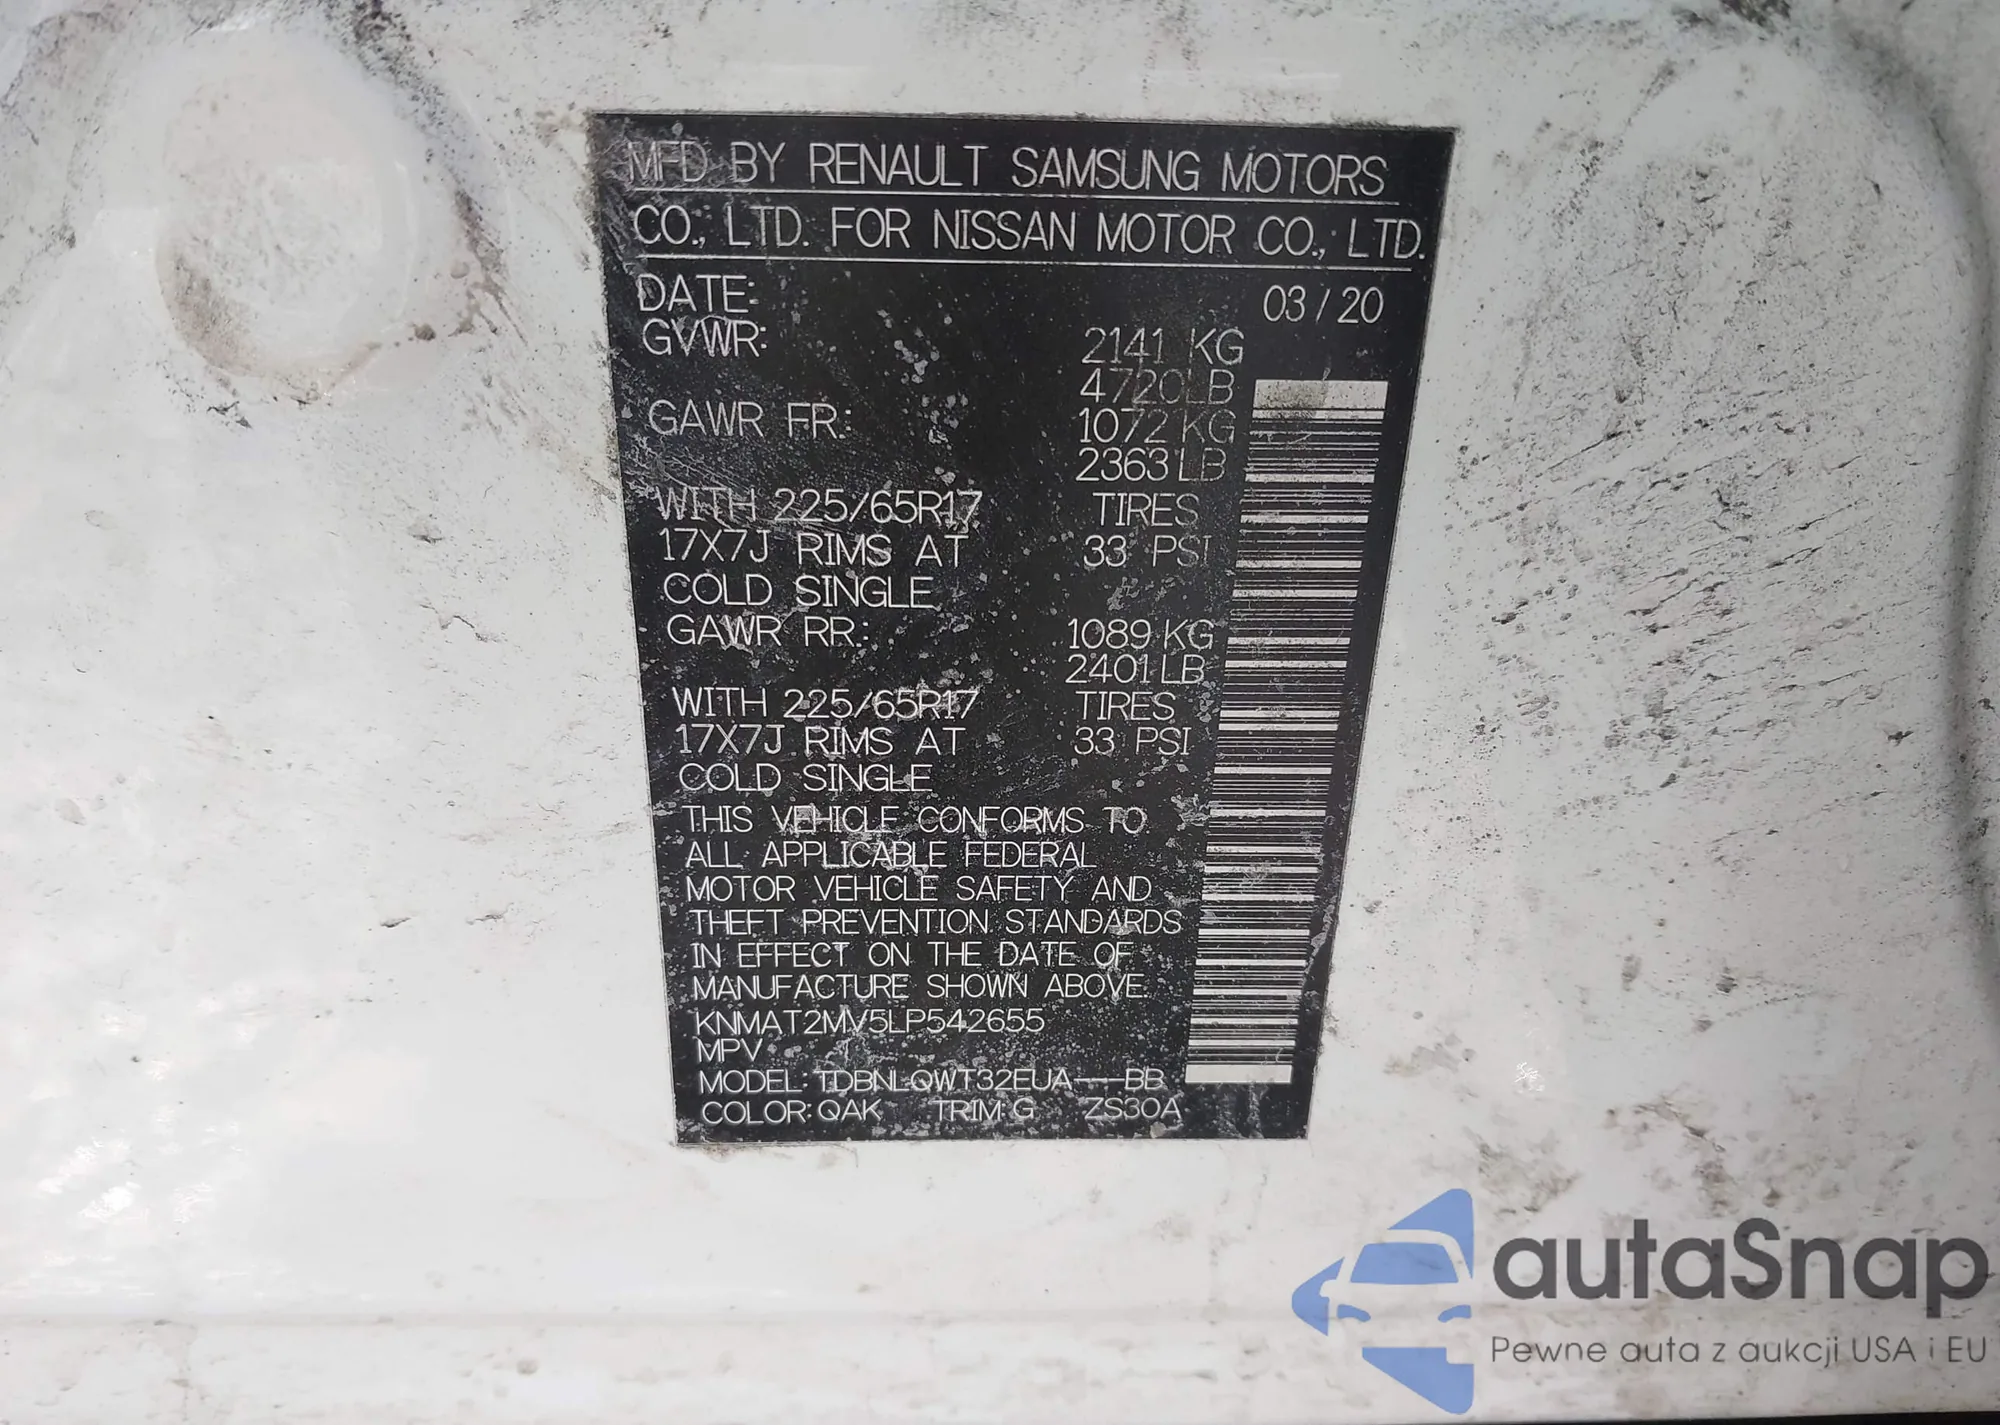 MFD BY RENAULT SAMSUNG MOTORS
CO., LTD. FOR NISSAN MOTOR CO., LTD.
DATE: 03 / 20
GVWR: 2141 KG
4720LB
GAWR FR: 1072 KG
2363 LB
WITH 225/65R17 TIRES
17X7J RIMS AT 33 PSI
COLD SINGLE
GAWR RR: 1089 KG
2401 LB
WITH 225/65R17 TIRES
17X7J RIMS AT 33 PSI
COLD SINGLE
THIS VEHICLE CONFORMS TO
ALL APPLICABLE FEDERAL
MOTOR VEHICLE SAFETY AND
THEFT PREVENTION STANDARDS
IN EFFECT ON THE DATE OF
MANUFACTURE SHOWN ABOVE.
KNMAT2MV5LP542655
MPV
MODEL: TDBNLQWT32EUA---BB
COLOR: QAK TRIM: G ZS30A
autaSnap
Pewne auta z aukcji USA i EU